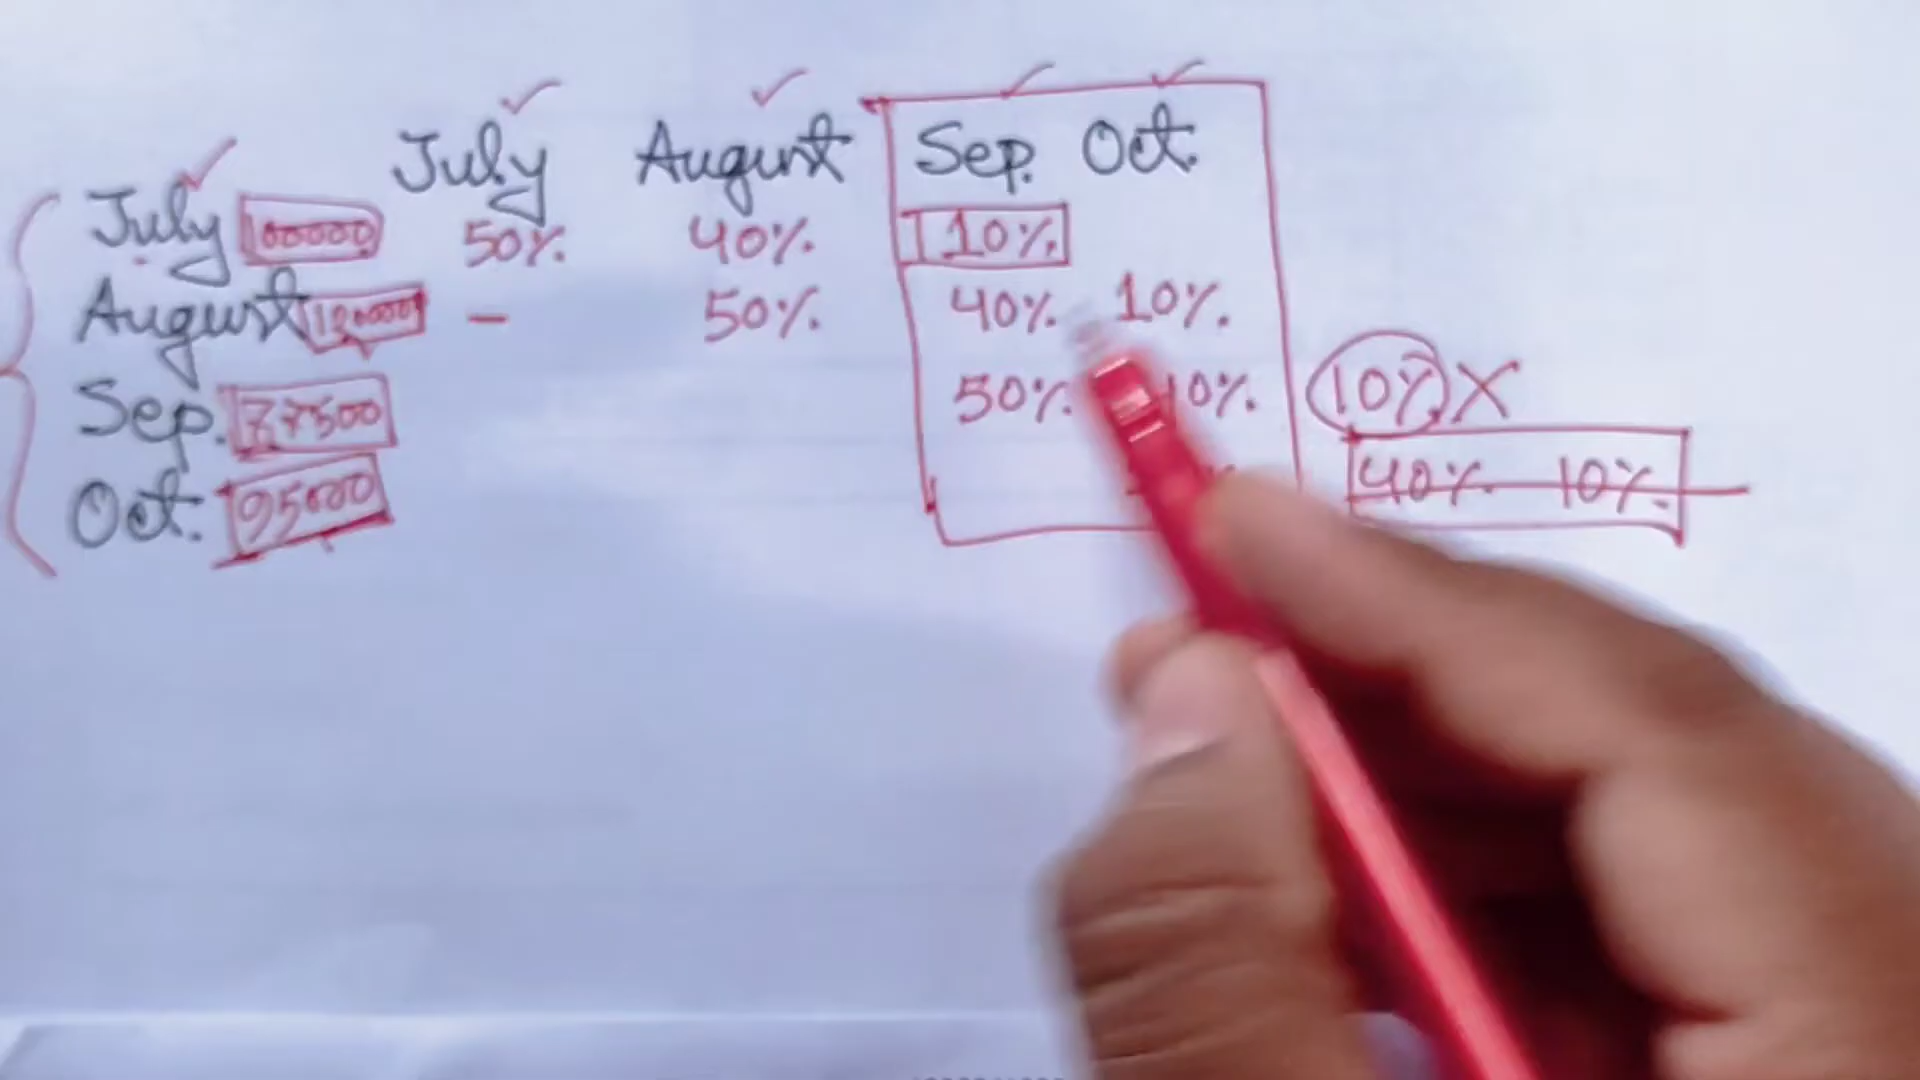 July August Sep. Oct.
July 100000 50% 40% 10%
August 120000 - 50% 40% 10%
Sep. 77500 50% 10% X
Oct. 95000 40% 10%